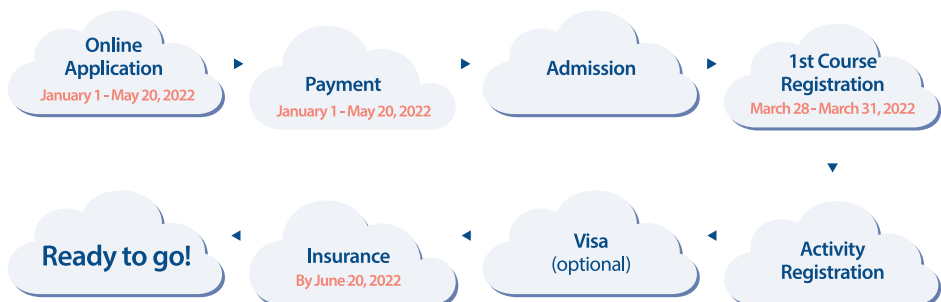 Online
Application
January 1 - May 20, 2022
Payment
January 1 - May 20, 2022
Admission
1st Course
Registration
March 28 - March 31, 2022
Activity
Registration
Visa
(optional)
Insurance
By June 20, 2022
Ready to go!